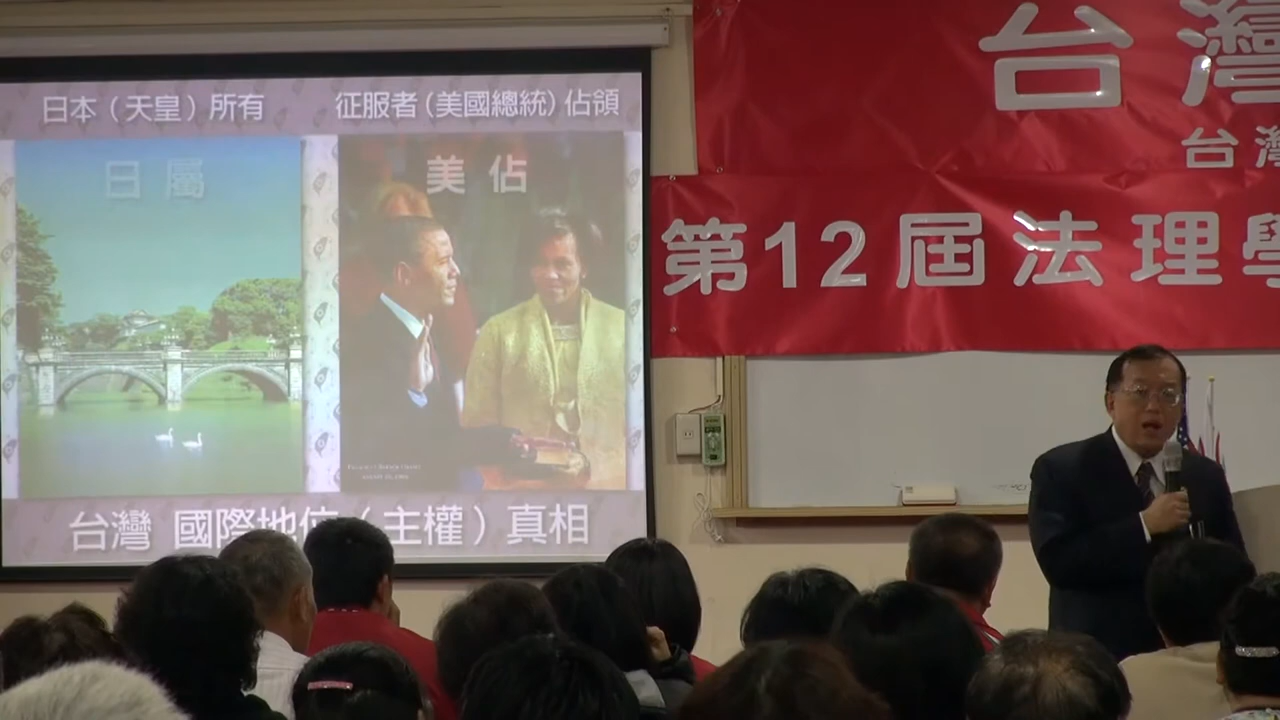 日本（天皇）所有
征服者（美國總統）佔領
日屬
美佔
台灣 國際地位（主權）真相
台灣
台灣
第12屆法理學